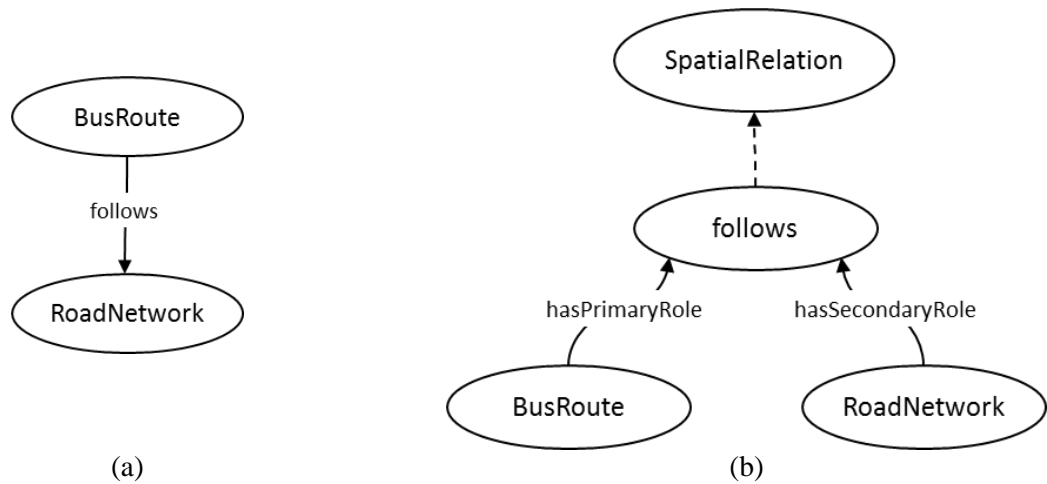 BusRoute
follows
RoadNetwork
(a)
SpatialRelation
follows
hasPrimaryRole
hasSecondaryRole
BusRoute
RoadNetwork
(b)